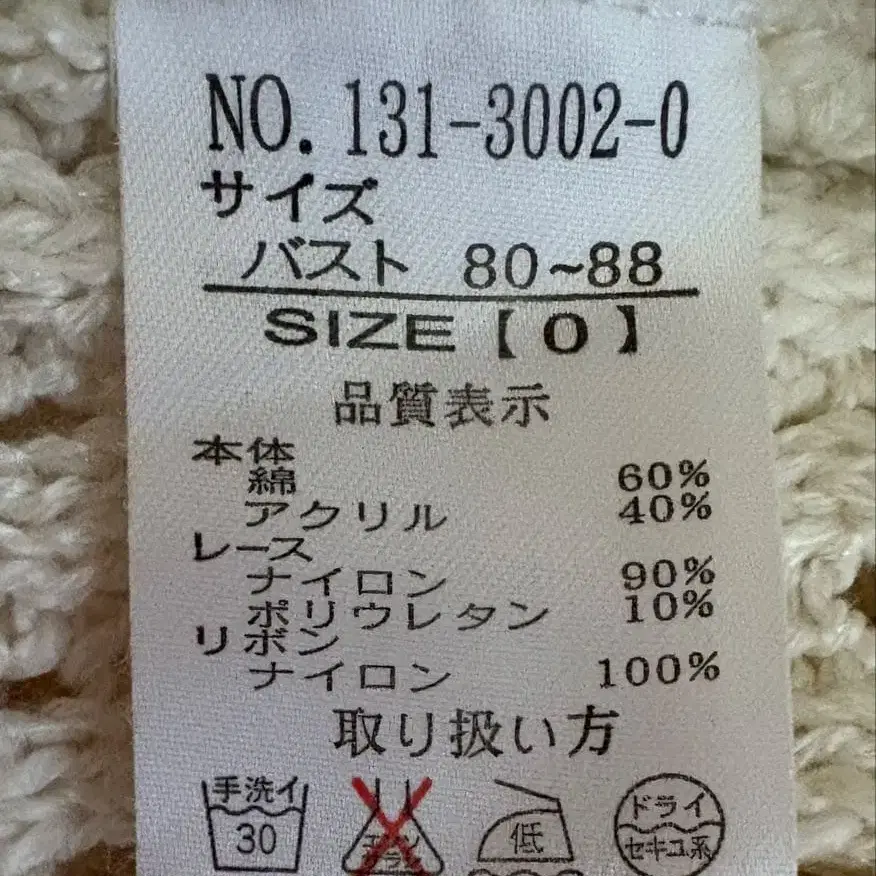 NO. 131-3002-0
サイズ
バスト 80~88
SIZE【0】
品質表示
本体
綿 60%
アクリル 40%
レース
ナイロン 90%
ポリウレタン 10%
リボン
ナイロン 100%
取り扱い方
手洗イ
30
低
ドライ
セキユ系